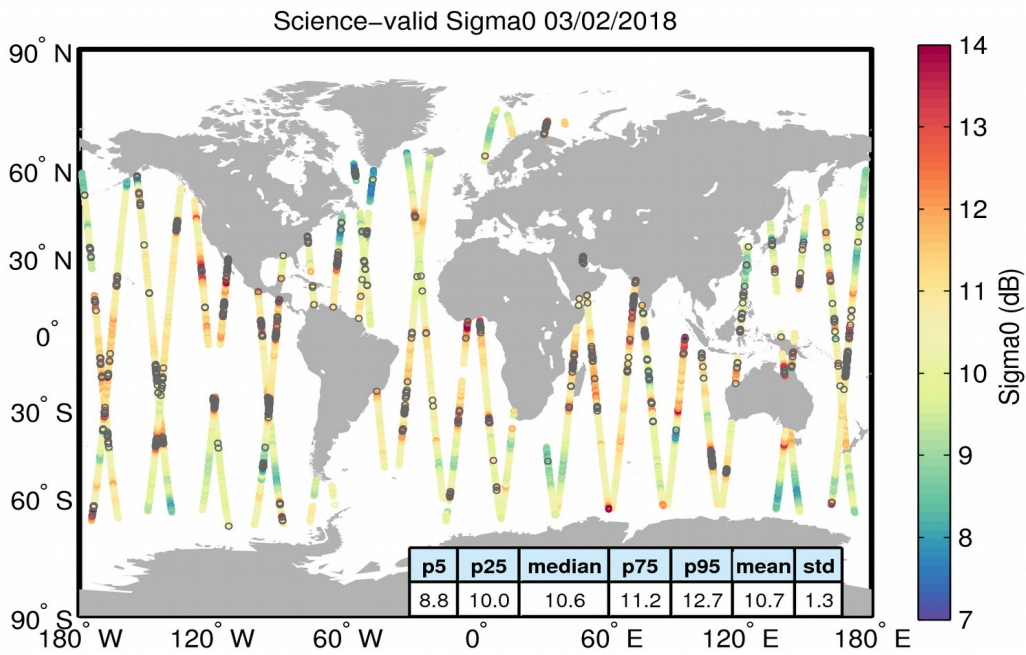 Science−valid Sigma0 03/02/2018
90° N
60° N
30° N
0°
30° S
60° S
90° S
180° W
120° W
60° W
0°
60° E
120° E
180° E
p5 p25 median p75 p95 mean std
8.8 10.0 10.6 11.2 12.7 10.7 1.3
14
13
12
11
10
9
8
7
Sigma0 (dB)